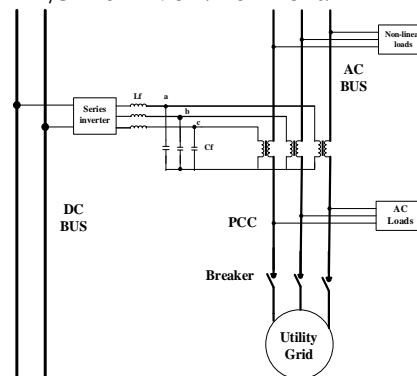 Non-linear
loads
AC
BUS
Lf
a
Series
inverter
b
c
Cf
DC
BUS
PCC
AC
Loads
Breaker
Utility
Grid